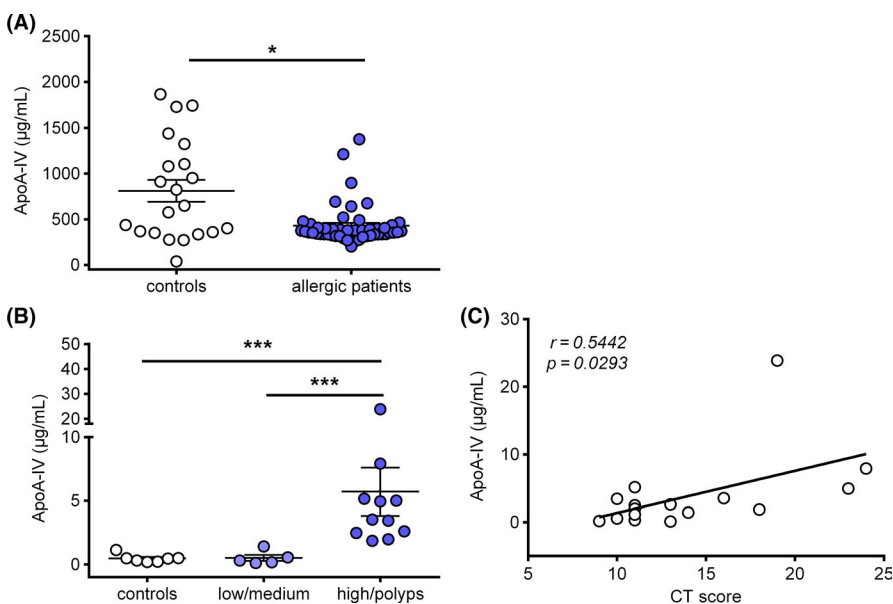 (A)
2500
2000
1500
1000
500
0
ApoA-IV (µg/mL)
*
controls allergic patients
(B)
50
40
30
20
10
5
0
ApoA-IV (µg/mL)
***
***
controls low/medium high/polyps
(C)
30
20
10
0
ApoA-IV (µg/mL)
r = 0.5442
p = 0.0293
5 10 15 20 25
CT score